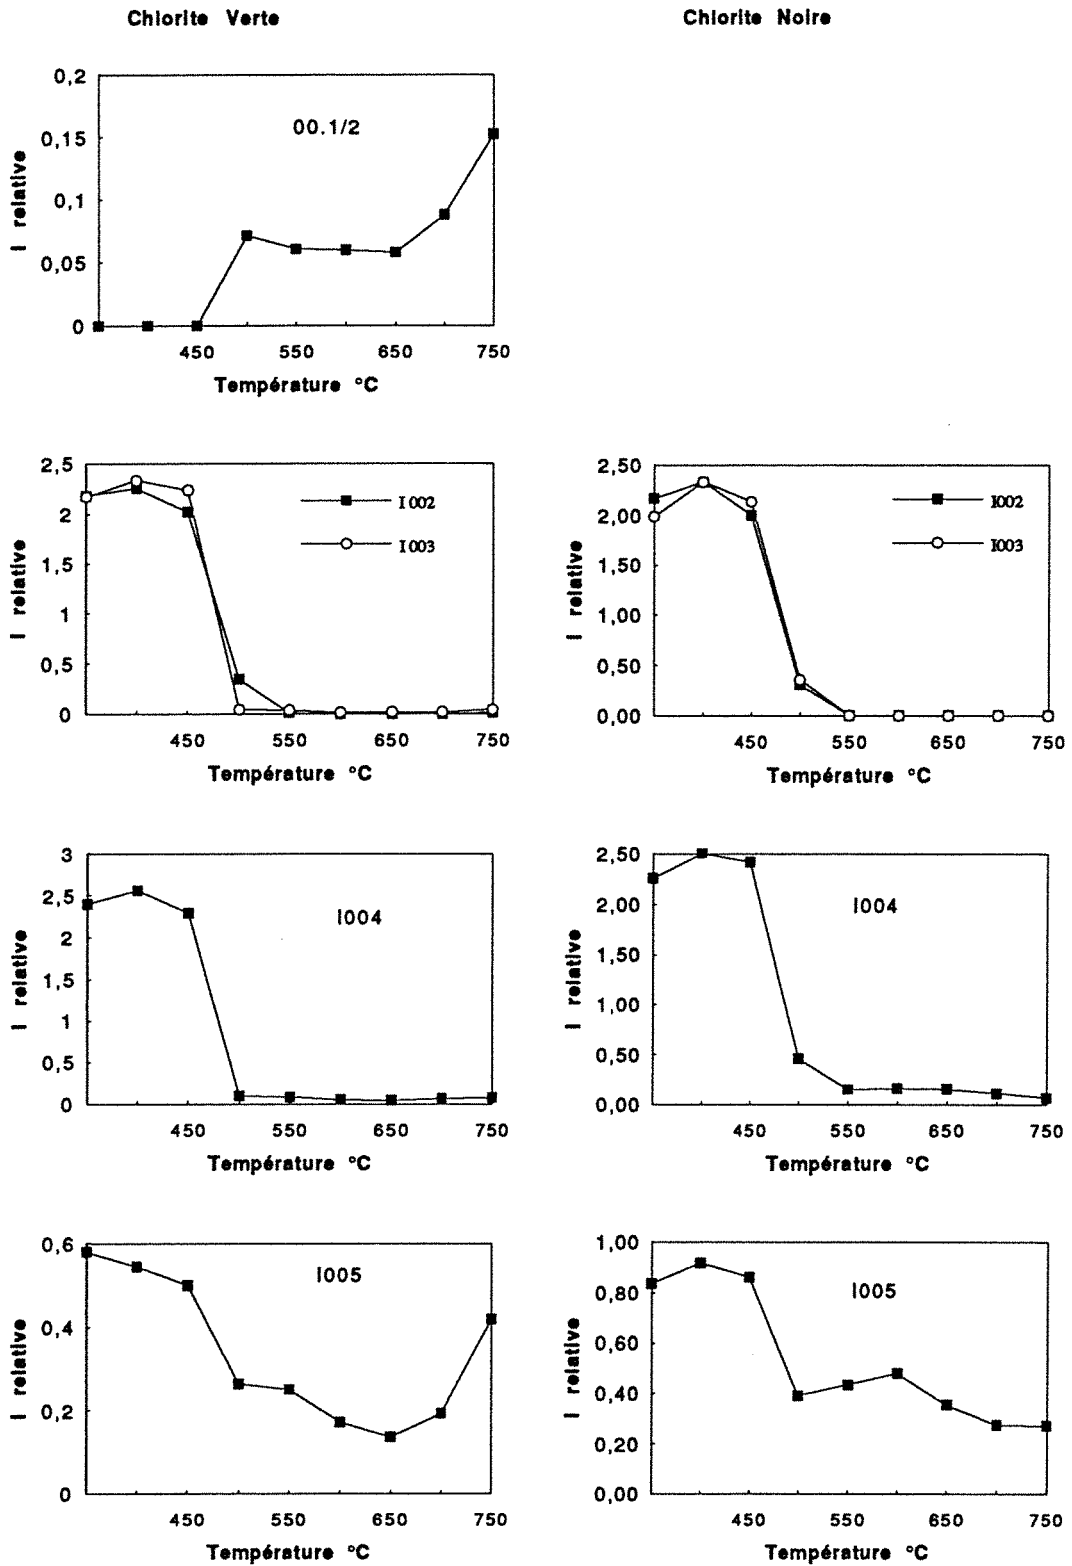 Chlorite Verte
Chlorite Noire
0,2
0,15
0,1
0,05
0
I relative
00.1/2
450 550 650 750
Température °C
2,5
2
1,5
1
0,5
0
I relative
I 002
I 003
450 550 650 750
Température °C
2,50
2,00
1,50
1,00
0,50
0,00
I relative
I002
I003
450 550 650 750
Température °C
3
2,5
2
1,5
1
0,5
0
I relative
I004
450 550 650 750
Température °C
2,50
2,00
1,50
1,00
0,50
0,00
I relative
I004
450 550 650 750
Température °C
0,6
0,4
0,2
0
I relative
I005
450 550 650 750
Température °C
1,00
0,80
0,60
0,40
0,20
0,00
I relative
I005
450 550 650 750
Température °C